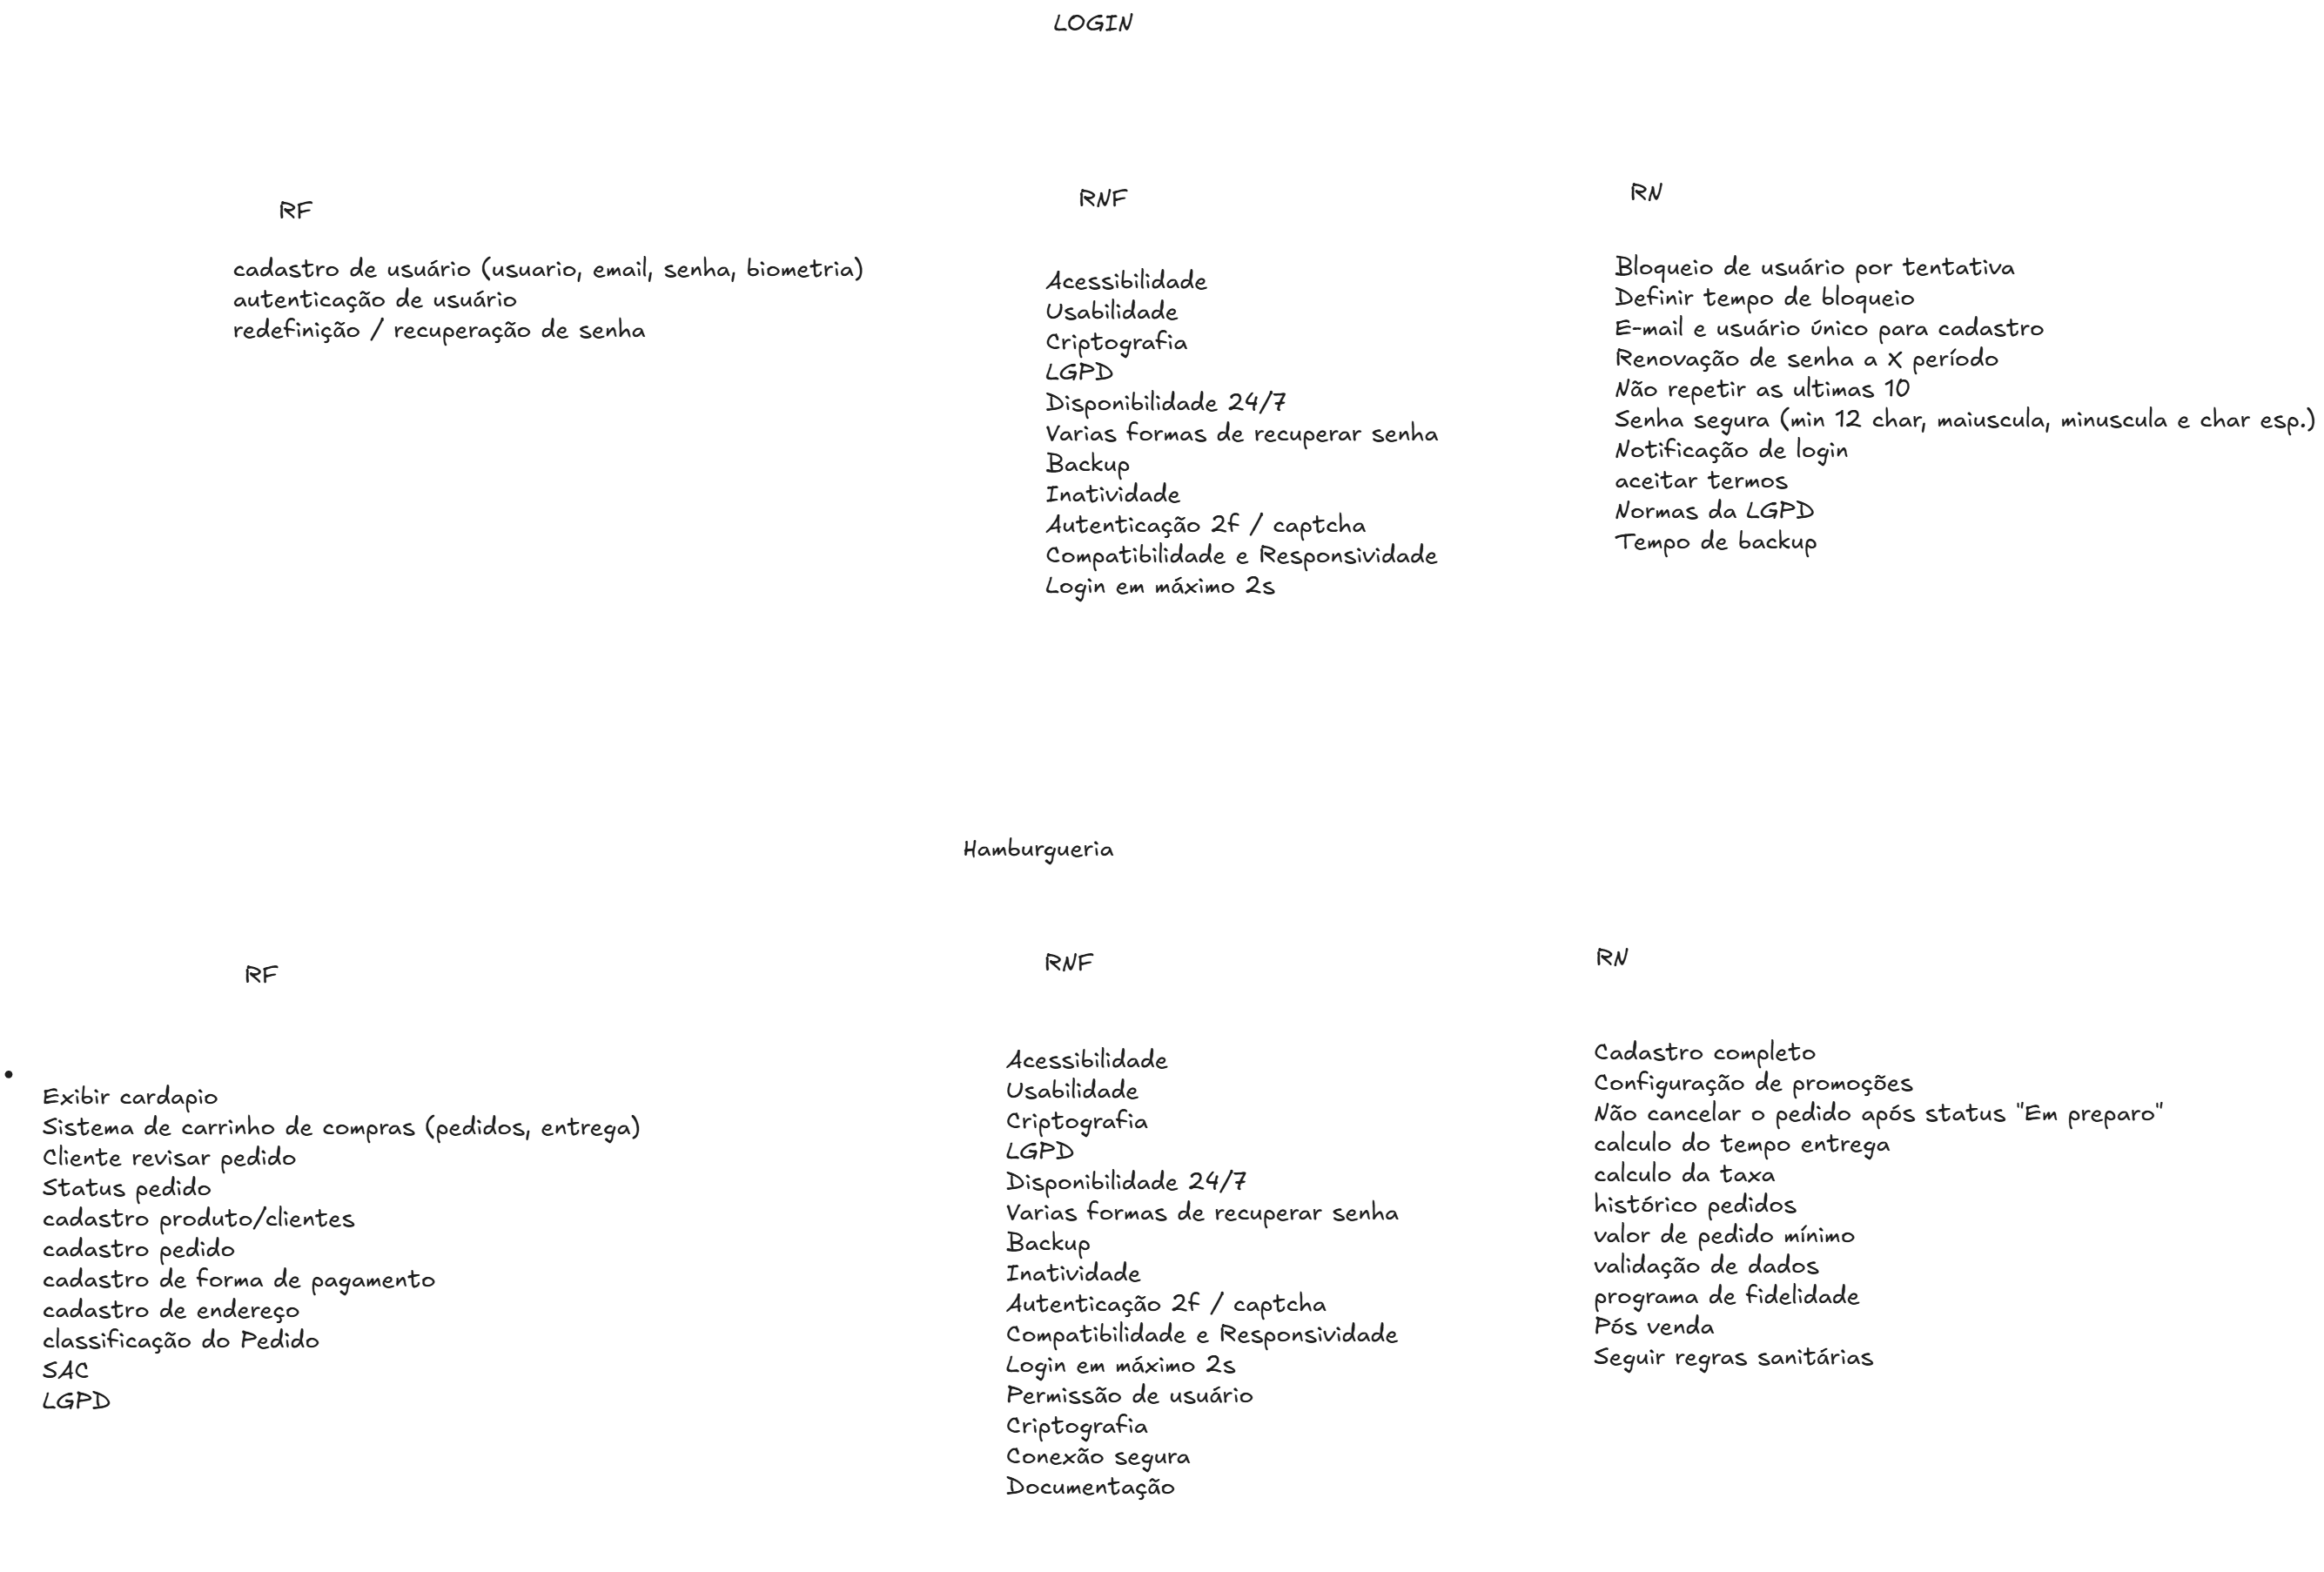 LOGIN
RF
cadastro de usuário (usuario, email, senha, biometria)
autenticação de usuário
redefinição / recuperação de senha
RNF
Acessibilidade
Usabilidade
Criptografia
LGPD
Disponibilidade 24/7
Varias formas de recuperar senha
Backup
Inatividade
Autenticação 2f / captcha
Compatibilidade e Responsividade
Login em máximo 2s
RN
Bloqueio de usuário por tentativa
Definir tempo de bloqueio
E-mail e usuário único para cadastro
Renovação de senha a X período
Não repetir as ultimas 10
Senha segura (min 12 char, maiuscula, minuscula e char esp.)
Notificação de login
aceitar termos
Normas da LGPD
Tempo de backup
Hamburgueria
RF
Exibir cardapio
Sistema de carrinho de compras (pedidos, entrega)
Cliente revisar pedido
Status pedido
cadastro produto/clientes
cadastro pedido
cadastro de forma de pagamento
cadastro de endereço
classificação do Pedido
SAC
LGPD
RNF
Acessibilidade
Usabilidade
Criptografia
LGPD
Disponibilidade 24/7
Varias formas de recuperar senha
Backup
Inatividade
Autenticação 2f / captcha
Compatibilidade e Responsividade
Login em máximo 2s
Permissão de usuário
Criptografia
Conexão segura
Documentação
RN
Cadastro completo
Configuração de promoções
Não cancelar o pedido após status "Em preparo"
calculo do tempo entrega
calculo da taxa
histórico pedidos
valor de pedido mínimo
validação de dados
programa de fidelidade
Pós venda
Seguir regras sanitárias